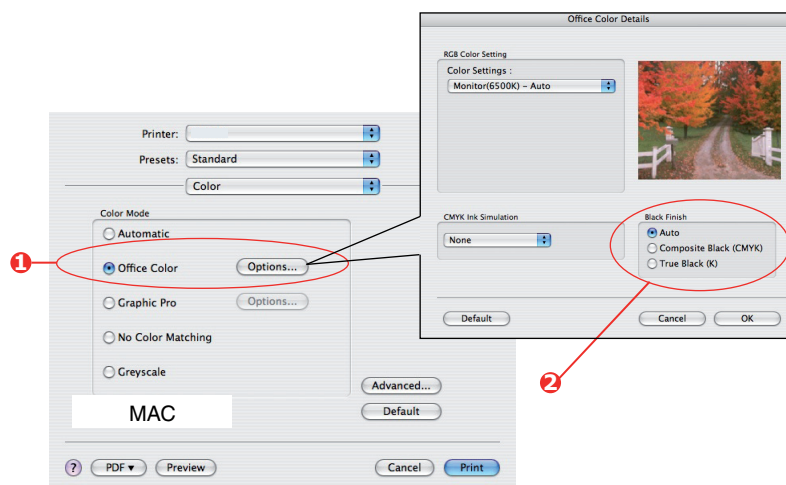 Office Color Details
RGB Color Setting
Color Settings :
Monitor(6500K) – Auto
CMYK Ink Simulation
None
Black Finish
Auto
Composite Black (CMYK)
True Black (K)
Default
Cancel
OK
Printer:
Presets: Standard
Color
Color Mode
Automatic
1
Office Color
Options...
Graphic Pro
Options...
No Color Matching
Greyscale
2
Advanced...
MAC
Default
?
PDF ▾
Preview
Cancel
Print